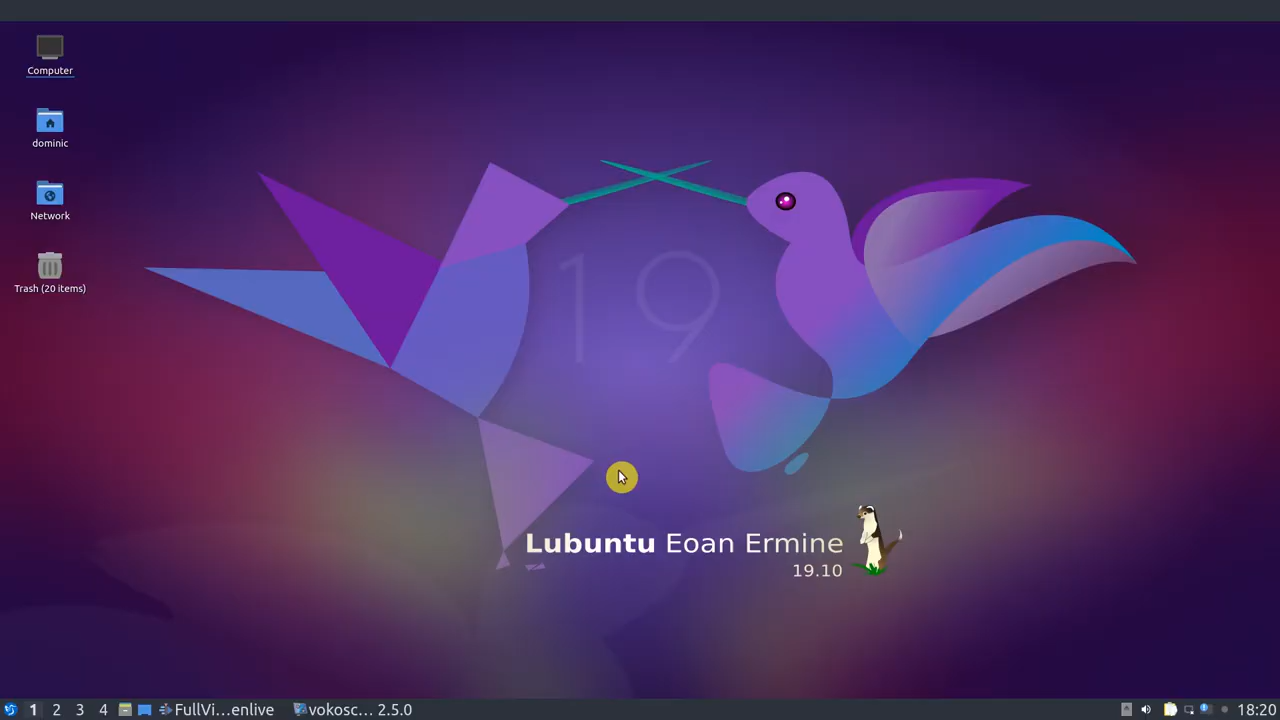 Computer
dominic
Network
Trash (20 items)
19
Lubuntu Eoan Ermine
19.10
1 2 3 4 FullVi…enlive vokosc… 2.5.0 18:20